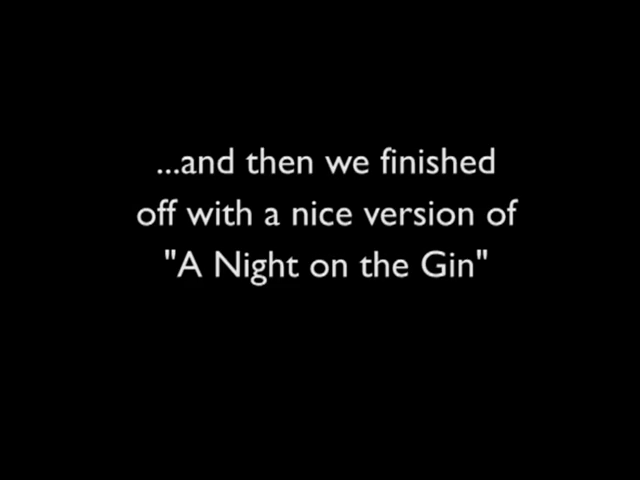 ...and then we finished
off with a nice version of
"A Night on the Gin"